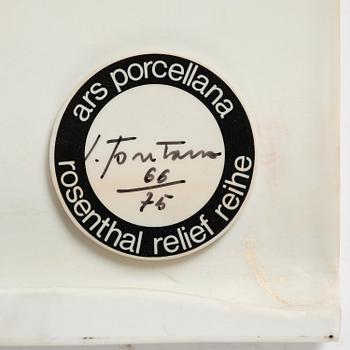 ars porcellana
l. Fontana
66
75
rosenthal relief reihe